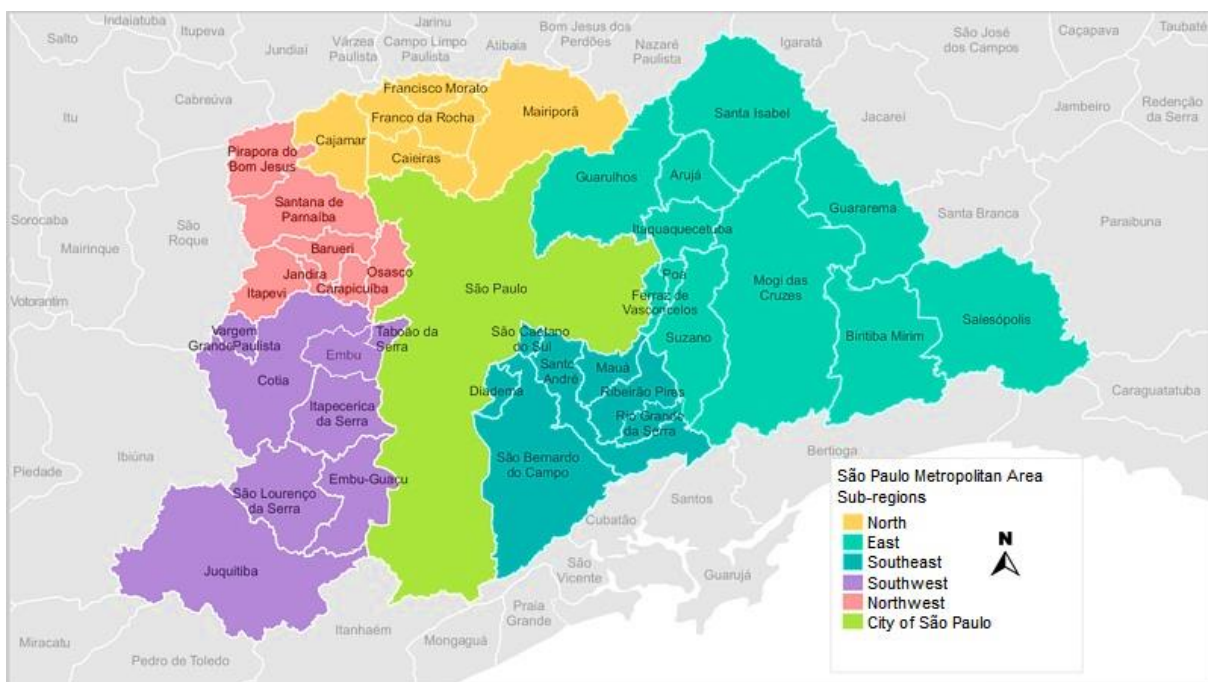 Indaiatuba
Salto
Itupeva
Jundiaí
Várzea
Paulista
Jarinu
Campo Limpo
Paulista
Atibaia
Bom Jesus dos
Perdões
Nazaré
Paulista
Igaratá
São José
dos Campos
Caçapava
Taubaté
Itu
Cabreúva
Jacareí
Jambeiro
Redenção
da Serra
Francisco Morato
Franco da Rocha
Mairiporã
Cajamar
Caieiras
Santa Isabel
Pirapora do
Bom Jesus
Guarulhos
Arujá
Santana de
Parnaíba
Guararema
Santa Branca
Paraibuna
Sorocaba
Mairinque
São
Roque
Itaquaquecetuba
Barueri
Jandira
Osasco
Itapevi
Carapicuíba
São Paulo
Poá
Ferraz de
Vasconcelos
Mogi das
Cruzes
Votorantim
Vargem
Grande Paulista
Taboão da
Serra
São Caetano
do Sul
Suzano
Biritiba Mirim
Salesópolis
Embu
Cotia
Santo
André
Mauá
Diadema
Ribeirão Pires
Itapecerica
da Serra
Rio Grande
da Serra
Caraguatatuba
Piedade
Ibiúna
São Bernardo
do Campo
Bertioga
São Lourenço
da Serra
Embu-Guaçu
Santos
Cubatão
Juquitiba
São
Vicente
Guarujá
Praia
Grande
Itanhaém
Mongaguá
Miracatu
Pedro de Toledo
São Paulo Metropolitan Area
Sub-regions
North
East
Southeast
Southwest
Northwest
City of São Paulo
N